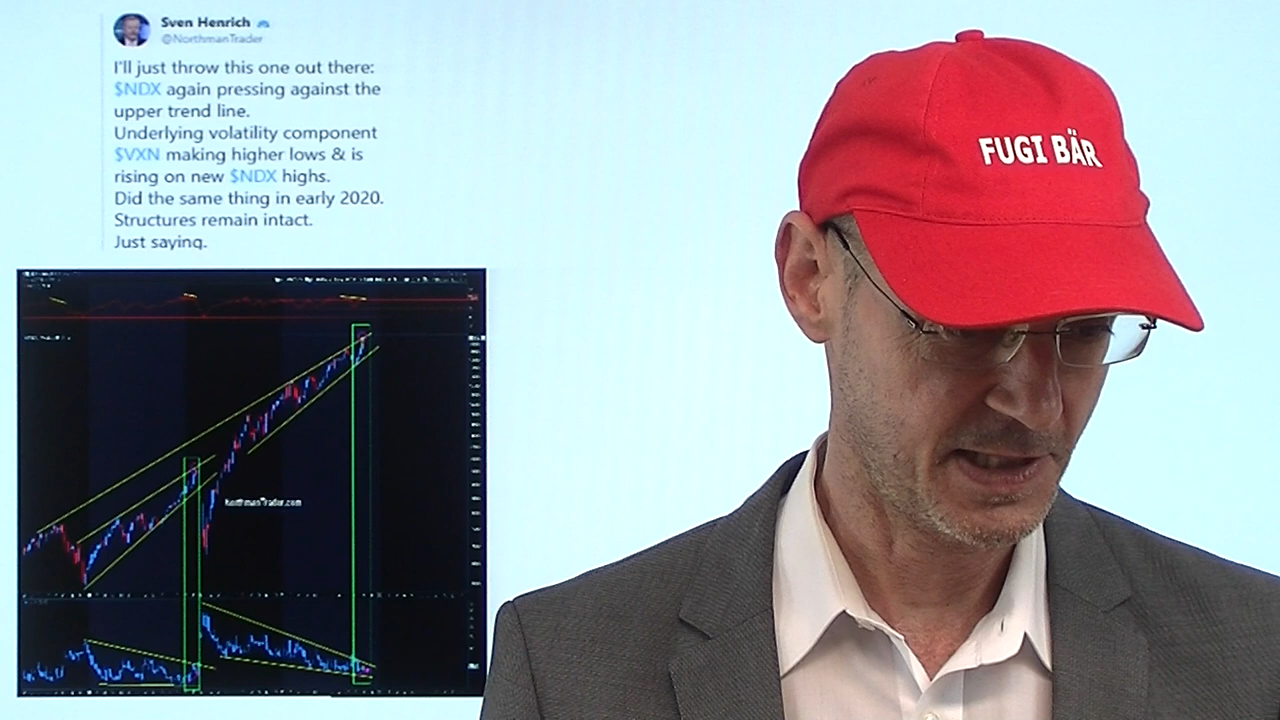 Sven Henrich
@NorthmanTrader
I'll just throw this one out there:
$NDX again pressing against the
upper trend line.
Underlying volatility component
$VXN making higher lows & is
rising on new $NDX highs.
Did the same thing in early 2020.
Structures remain intact.
Just saying.
NorthmanTrader.com
FUGI BÄR